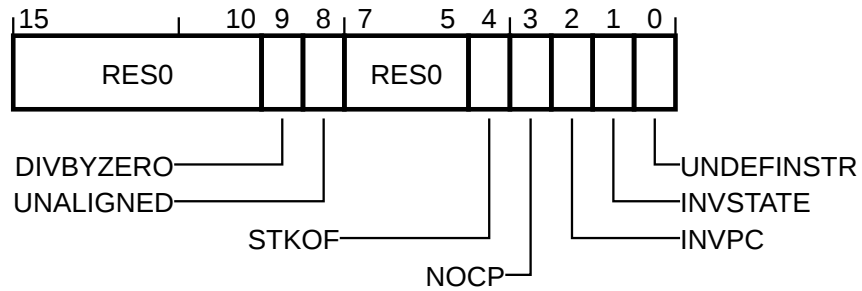 15 10 9 8 7 5 4 3 2 1 0
RES0 RES0
DIVBYZERO UNDEFINSTR
UNALIGNED INVSTATE
STKOF INVPC
NOCP